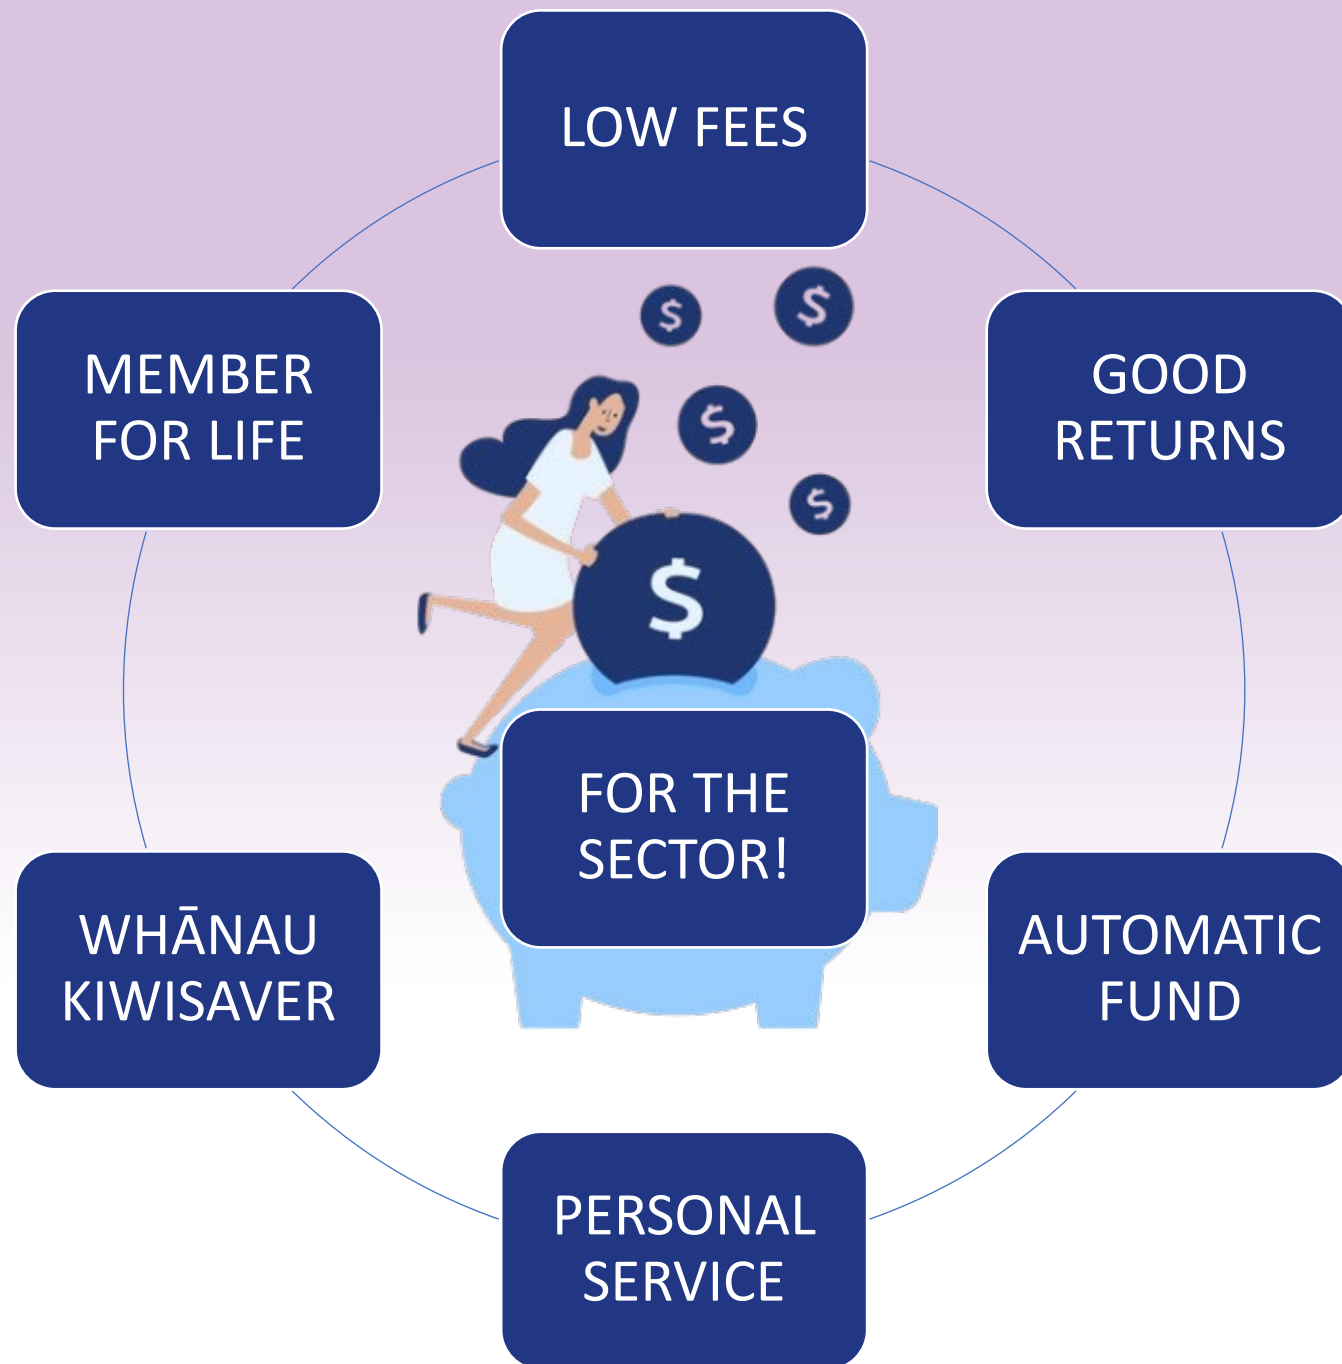 LOW FEES
GOOD
RETURNS
AUTOMATIC
FUND
PERSONAL
SERVICE
WHĀNAU
KIWISAVER
MEMBER
FOR LIFE
$
$
$
$
$
FOR THE
SECTOR!